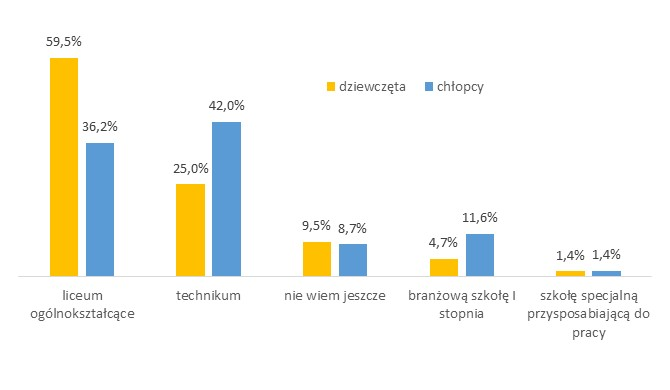 59,5%
36,2%
25,0%
42,0%
9,5%
8,7%
4,7%
11,6%
1,4%
1,4%
dziewczęta
chłopcy
liceum
ogólnokształcące
technikum
nie wiem jeszcze
branżową szkołę I
stopnia
szkołę specjalną
przysposabiającą do
pracy